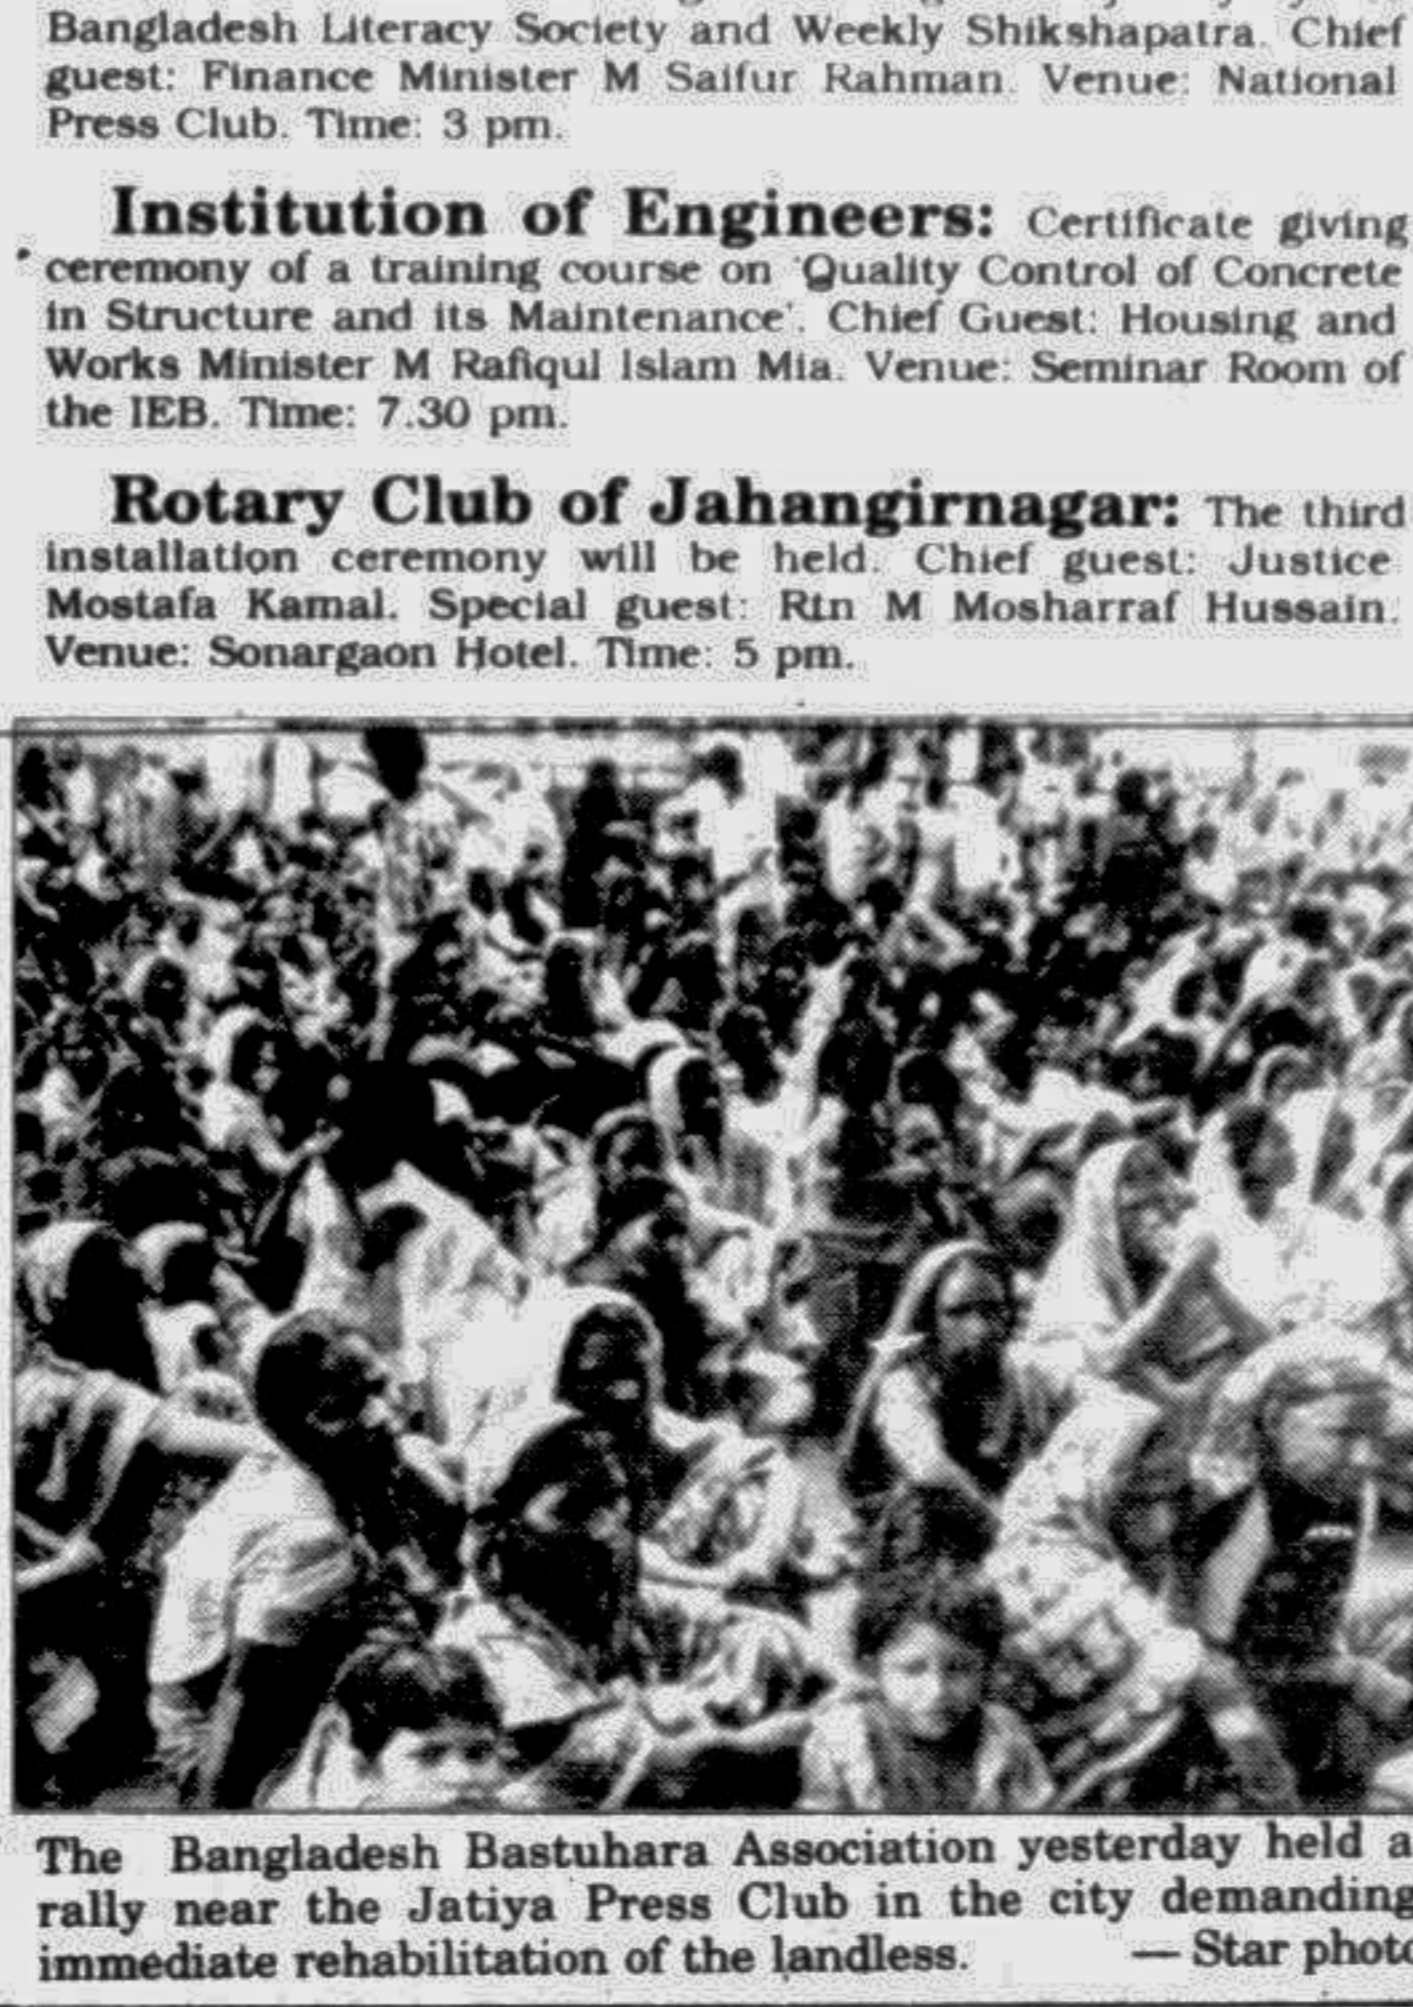 Bangladesh Literacy Society and Weekly Shikshapatra. Chief
guest: Finance Minister M Saifur Rahman. Venue: National
Press Club. Time: 3 pm.
Institution of Engineers: Certificate giving
ceremony of a training course on 'Quality Control of Concrete
in Structure and its Maintenance'. Chief Guest: Housing and
Works Minister M Rafiqul Islam Mia. Venue: Seminar Room of
the IEB. Time: 7.30 pm.
Rotary Club of Jahangirnagar: The third
installation ceremony will be held. Chief guest: Justice
Mostafa Kamal. Special guest: Rtn M Mosharraf Hussain.
Venue: Sonargaon Hotel. Time: 5 pm.
The Bangladesh Bastuhara Association yesterday held a
rally near the Jatiya Press Club in the city demanding
immediate rehabilitation of the landless. — Star photo